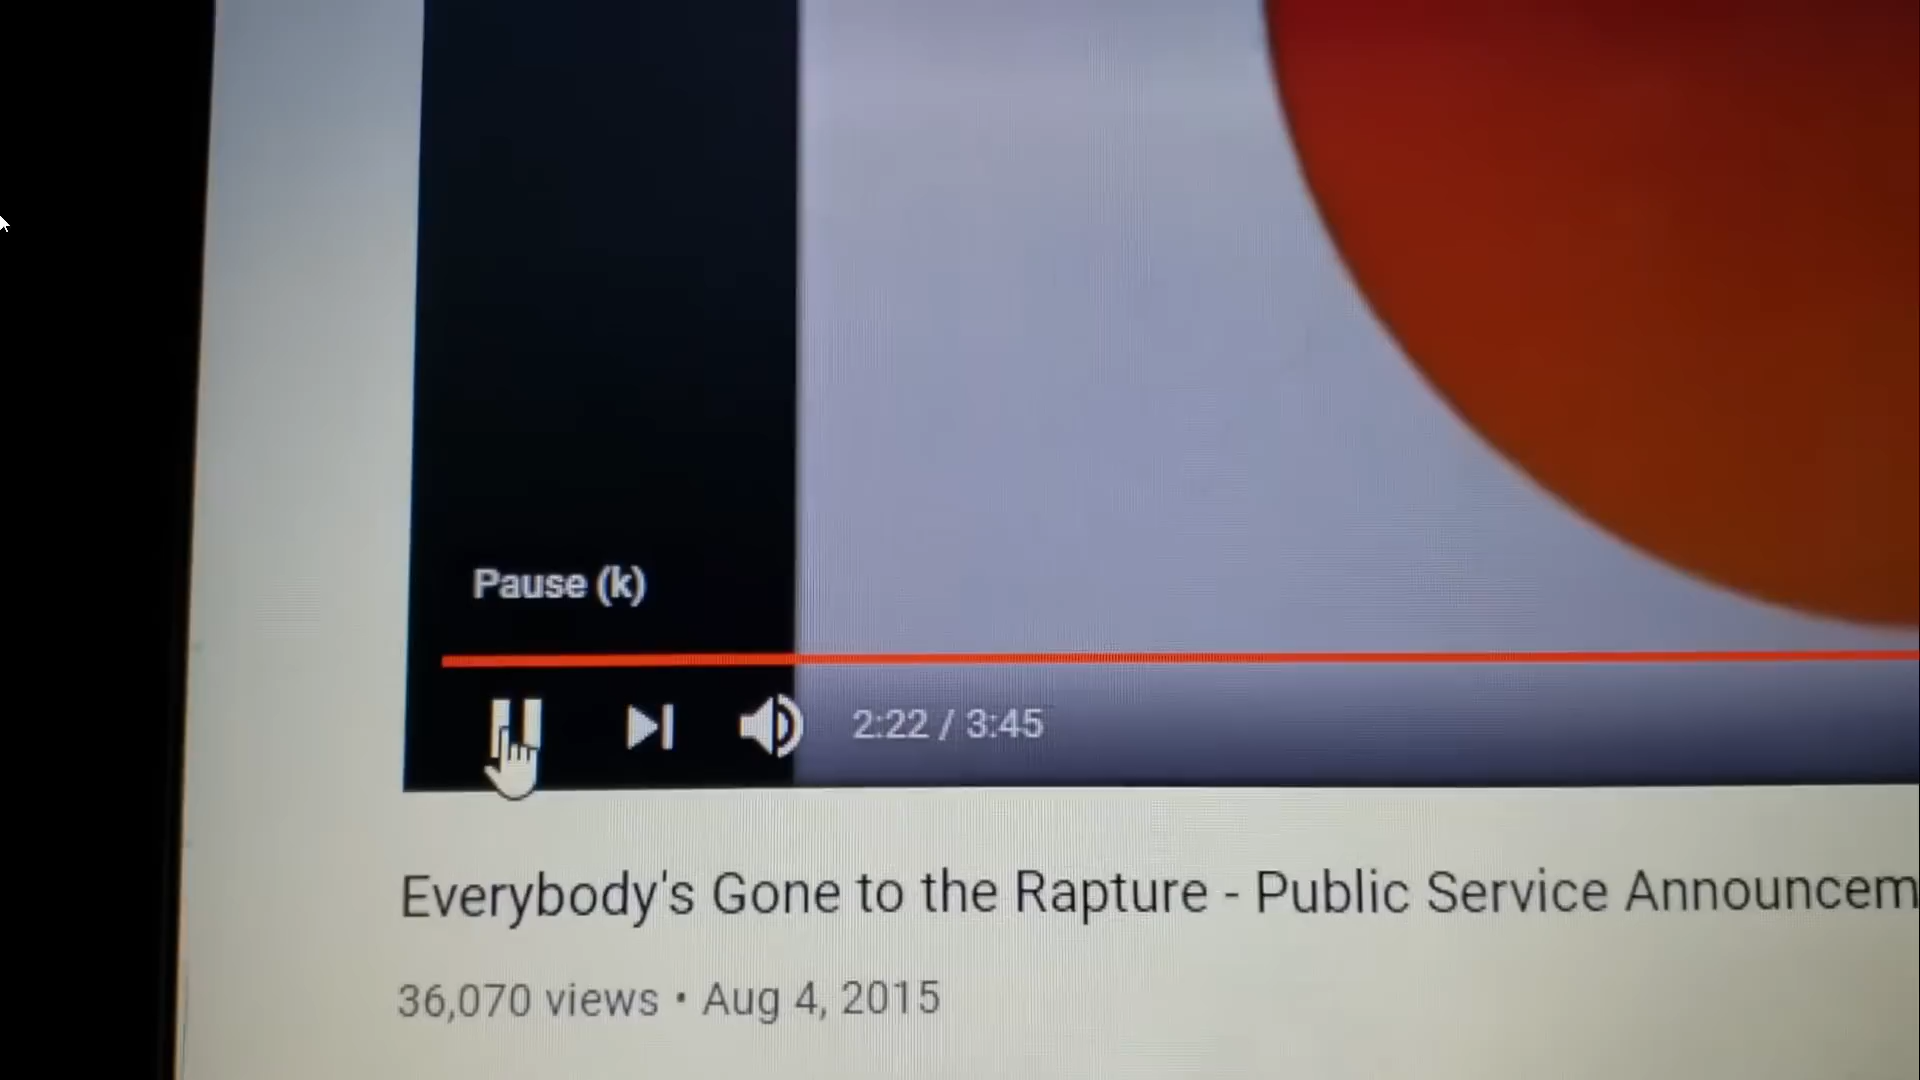 Pause (k)
2:22 / 3:45
Everybody's Gone to the Rapture - Public Service Announcem
36,070 views • Aug 4, 2015